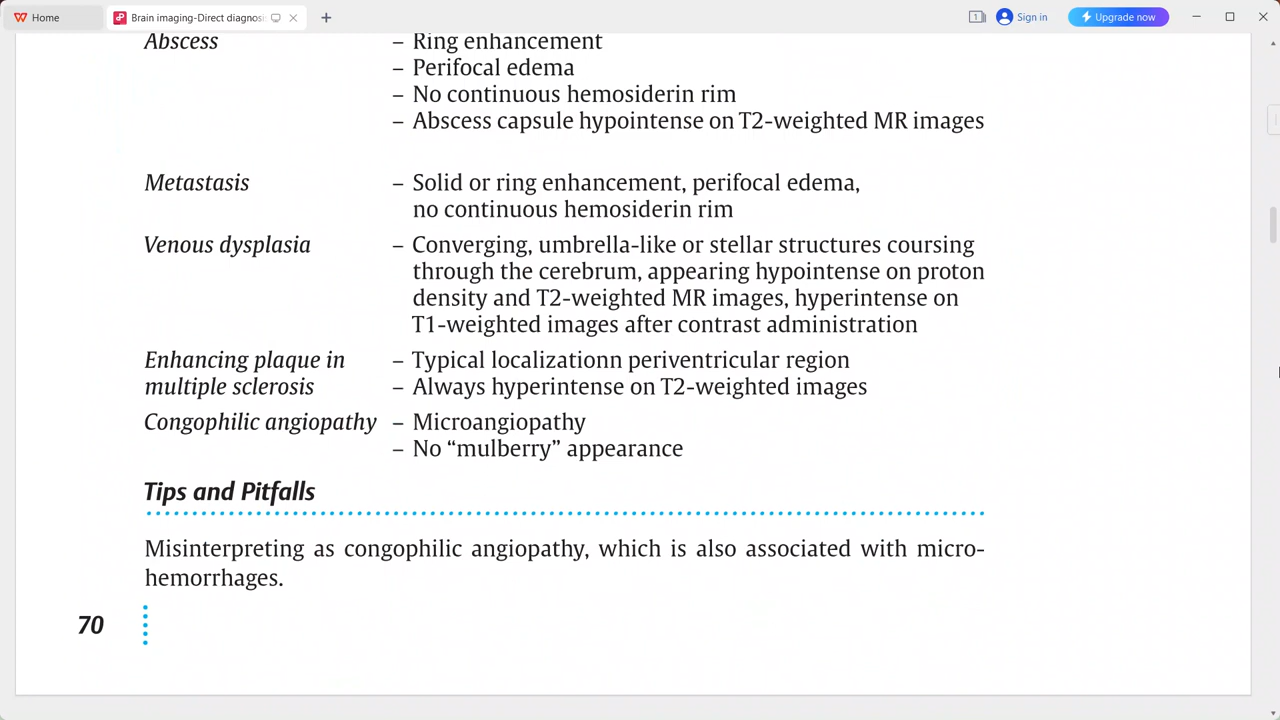 Home
Brain imaging-Direct diagnosi
1
Sign in
Upgrade now
Abscess – Ring enhancement
– Perifocal edema
– No continuous hemosiderin rim
– Abscess capsule hypointense on T2-weighted MR images
Metastasis – Solid or ring enhancement, perifocal edema,
no continuous hemosiderin rim
Venous dysplasia – Converging, umbrella-like or stellar structures coursing
through the cerebrum, appearing hypointense on proton
density and T2-weighted MR images, hyperintense on
T1-weighted images after contrast administration
Enhancing plaque in – Typical localizationn periventricular region
multiple sclerosis – Always hyperintense on T2-weighted images
Congophilic angiopathy – Microangiopathy
– No “mulberry” appearance
Tips and Pitfalls
Misinterpreting as congophilic angiopathy, which is also associated with micro-
hemorrhages.
70